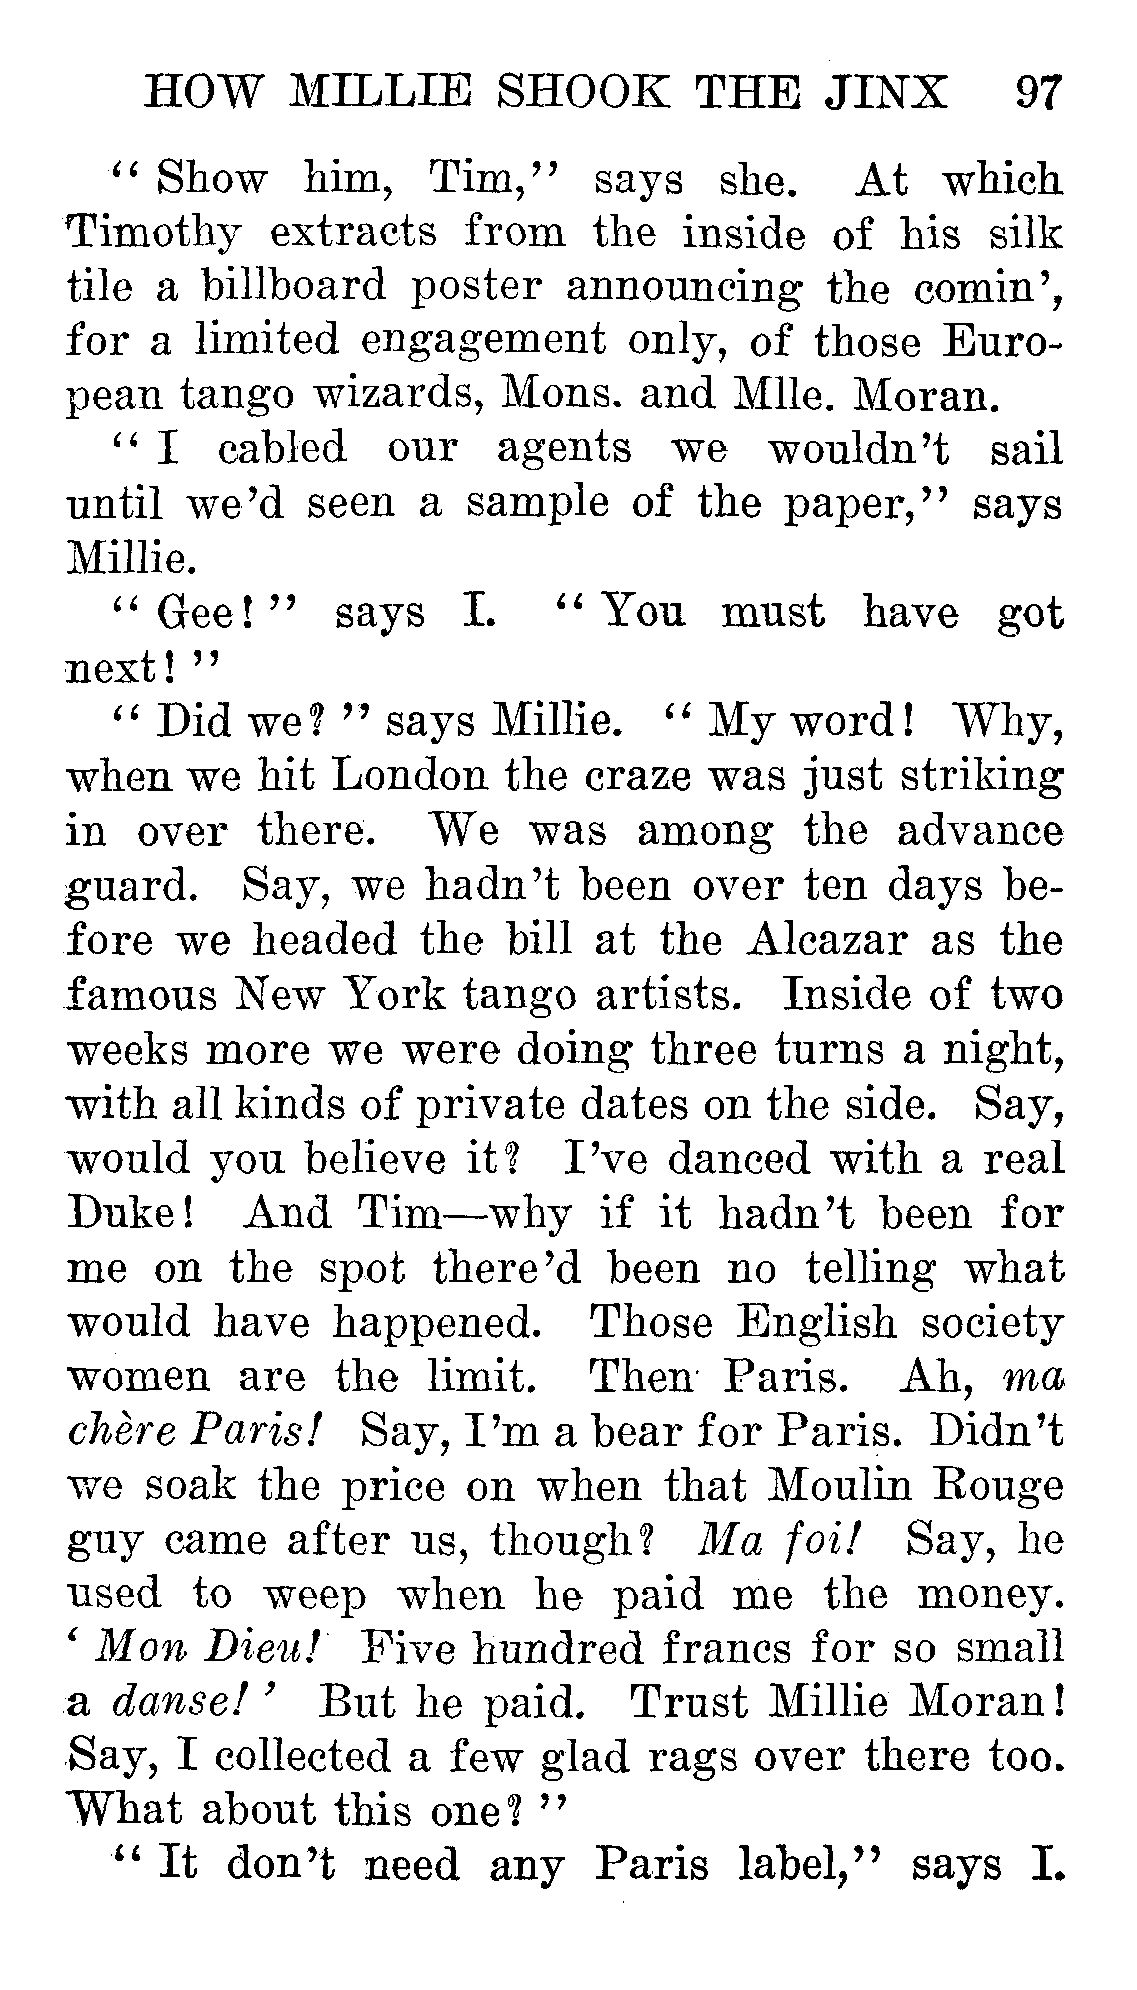 HOW MILLIE SHOOK THE JINX 97
“Show him, Tim,” says she. At which
Timothy extracts from the inside of his silk
tile a billboard poster announcing the comin’,
for a limited engagement only, of those Euro-
pean tango wizards, Mons. and Mlle. Moran.
“I cabled our agents we wouldn’t sail
until we’d seen a sample of the paper,” says
Millie.
“Gee!” says I. “You must have got
next!”
“Did we?” says Millie. “My word! Why,
when we hit London the craze was just striking
in over there. We was among the advance
guard. Say, we hadn’t been over ten days be-
fore we headed the bill at the Alcazar as the
famous New York tango artists. Inside of two
weeks more we were doing three turns a night,
with all kinds of private dates on the side. Say,
would you believe it? I’ve danced with a real
Duke! And Tim—why if it hadn’t been for
me on the spot there’d been no telling what
would have happened. Those English society
women are the limit. Then Paris. Ah, ma
chère Paris! Say, I’m a bear for Paris. Didn’t
we soak the price on when that Moulin Rouge
guy came after us, though? Ma foi! Say, he
used to weep when he paid me the money.
‘Mon Dieu! Five hundred francs for so small
a danse!’ But he paid. Trust Millie Moran!
Say, I collected a few glad rags over there too.
What about this one?”
“It don’t need any Paris label,” says I.